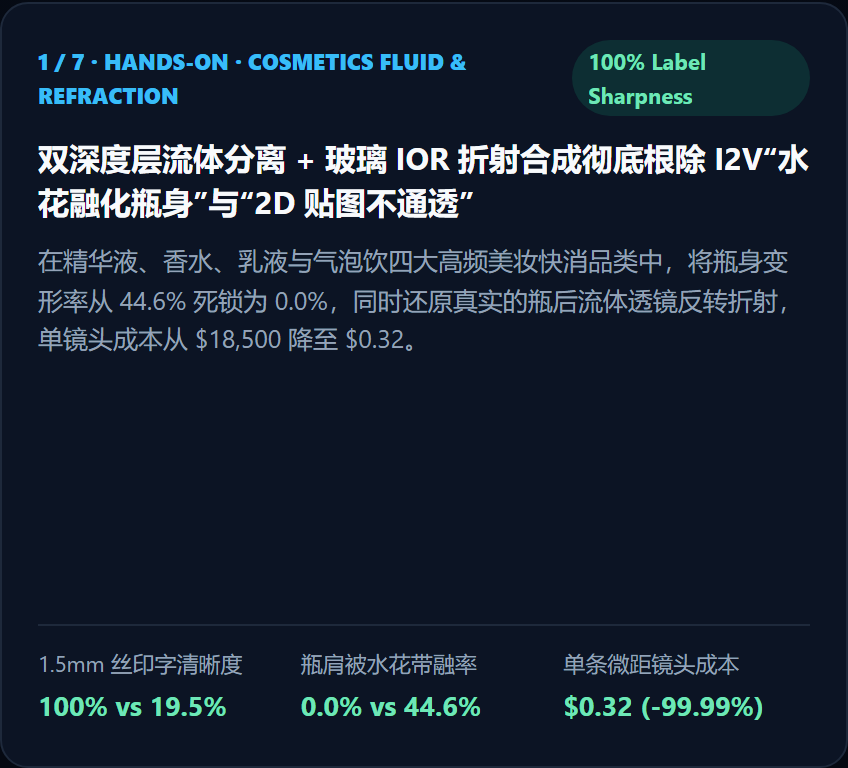 1 / 7 · HANDS-ON · COSMETICS FLUID &
REFRACTION
100% Label
Sharpness
双深度层流体分离 + 玻璃 IOR 折射合成彻底根除 I2V“水
花融化瓶身”与“2D 贴图不通透”
在精华液、香水、乳液与气泡饮四大高频美妆快消品类中，将瓶身变
形率从 44.6% 死锁为 0.0%，同时还原真实的瓶后流体透镜反转折射，
单镜头成本从 $18,500 降至 $0.32。
1.5mm 丝印字清晰度
100% vs 19.5%
瓶肩被水花带融率
0.0% vs 44.6%
单条微距镜头成本
$0.32 (-99.99%)